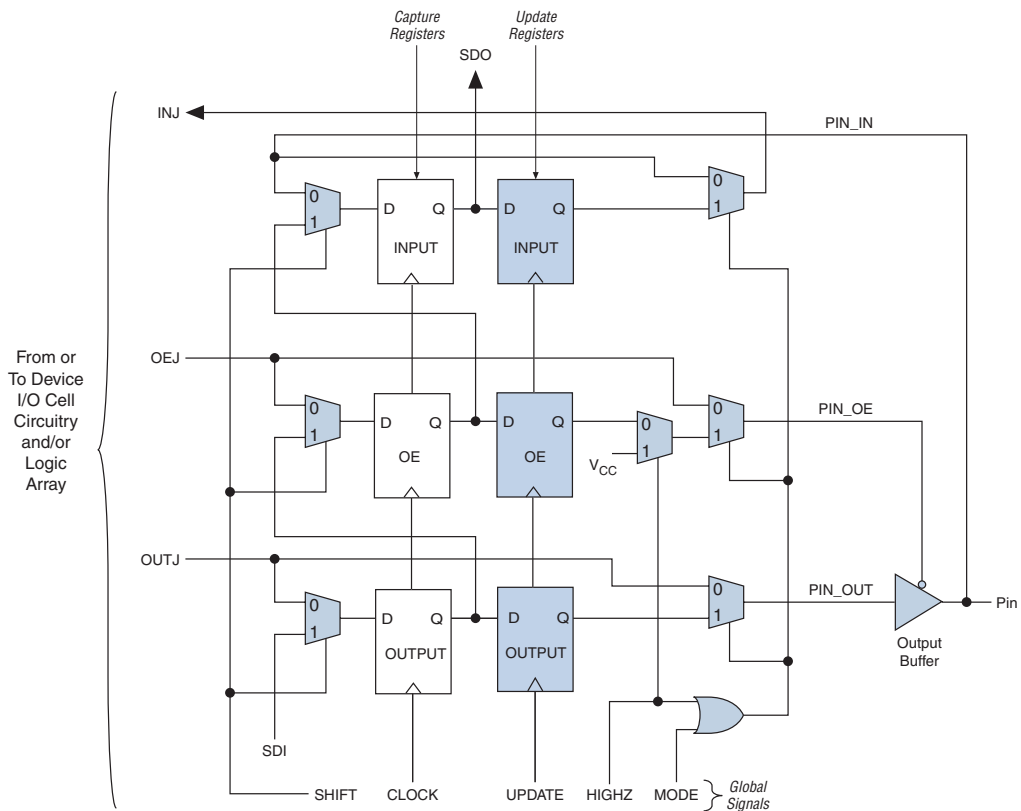 Capture
Registers
Update
Registers
SDO
INJ
PIN_IN
0
1
D Q
INPUT
D Q
INPUT
0
1
From or
To Device
I/O Cell
Circuitry
and/or
Logic
Array
OEJ
0
1
D Q
OE
D Q
OE
0
1
VCC
0
1
PIN_OE
OUTJ
0
1
D Q
OUTPUT
D Q
OUTPUT
0
1
PIN_OUT
Pin
Output
Buffer
SDI
SHIFT
CLOCK
UPDATE
HIGHZ
MODE
Global
Signals